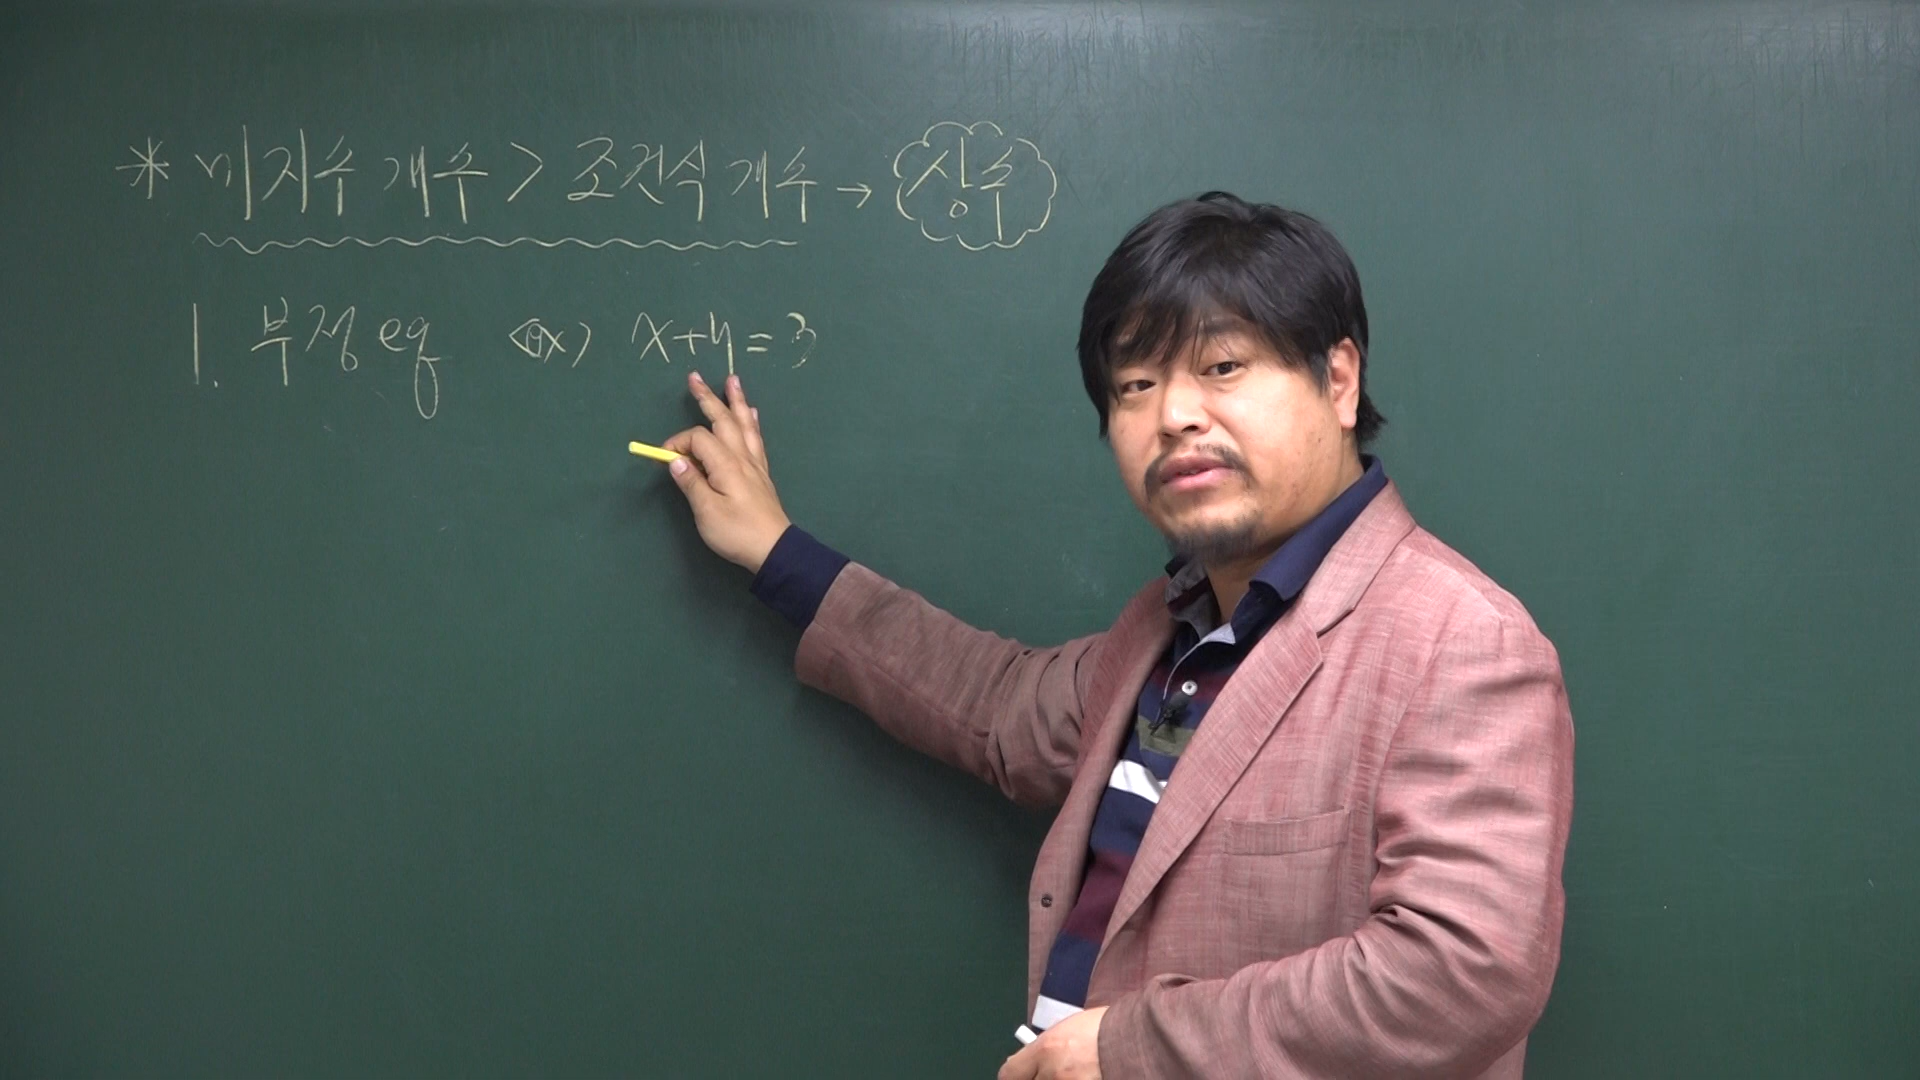 * 미지수 개수 > 조건식 개수 → 상수
1. 부정 eq <ex> x+y=3